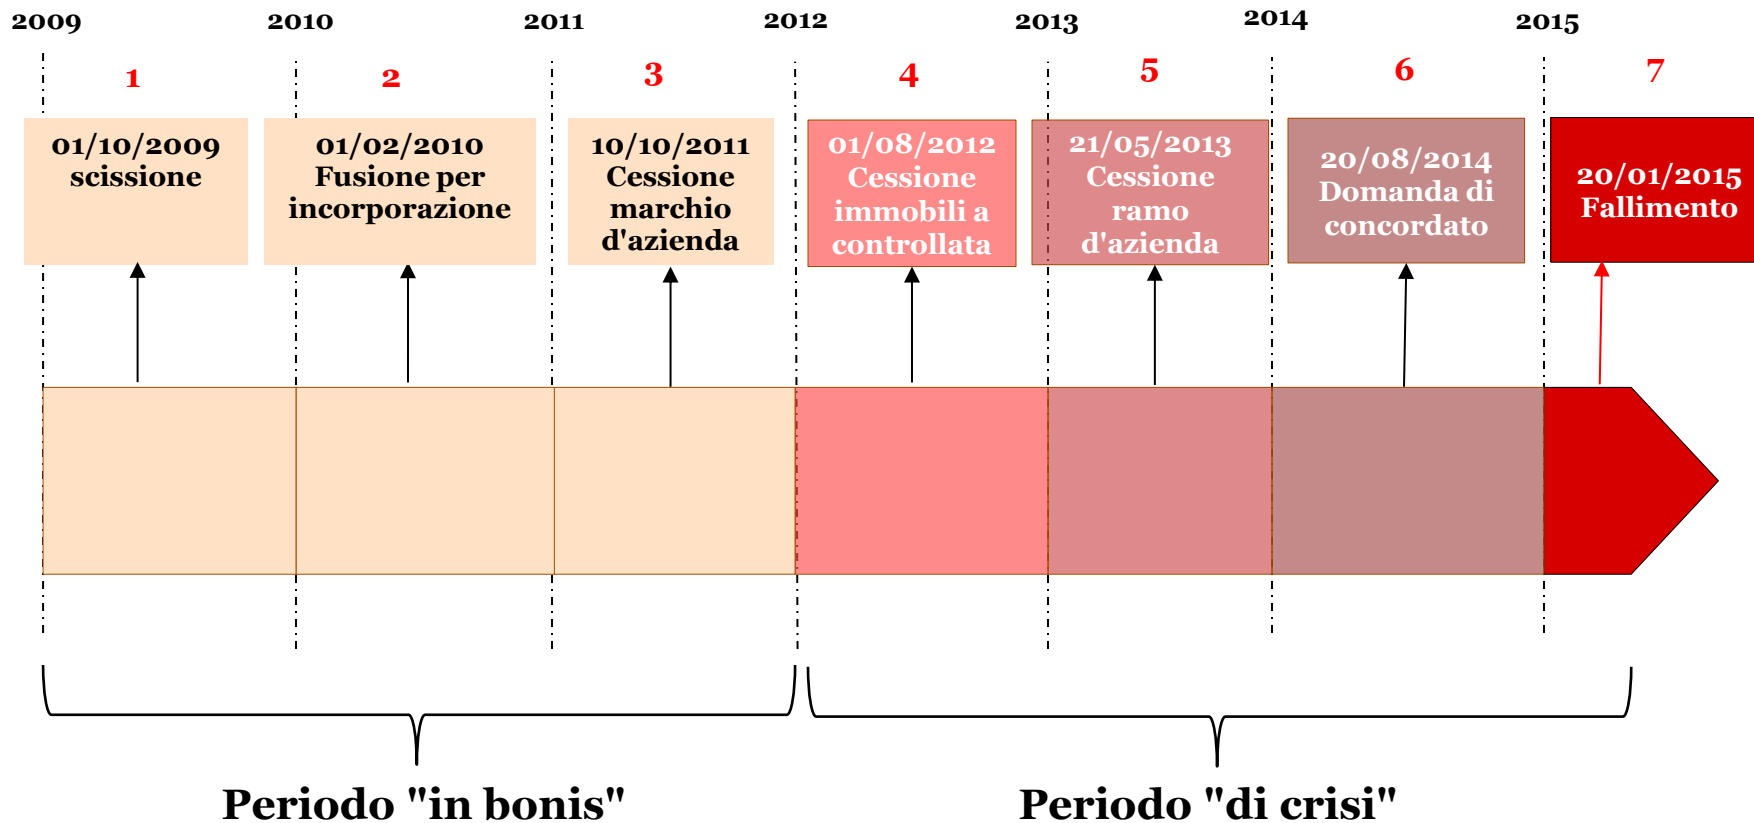 2009
2010
2011
2012
2013
2014
2015
1
2
3
4
5
6
7
01/10/2009
scissione
01/02/2010
Fusione per
incorporazione
10/10/2011
Cessione
marchio
d'azienda
01/08/2012
Cessione
immobili a
controllata
21/05/2013
Cessione
ramo
d'azienda
20/08/2014
Domanda di
concordato
20/01/2015
Fallimento
Periodo "in bonis"
Periodo "di crisi"